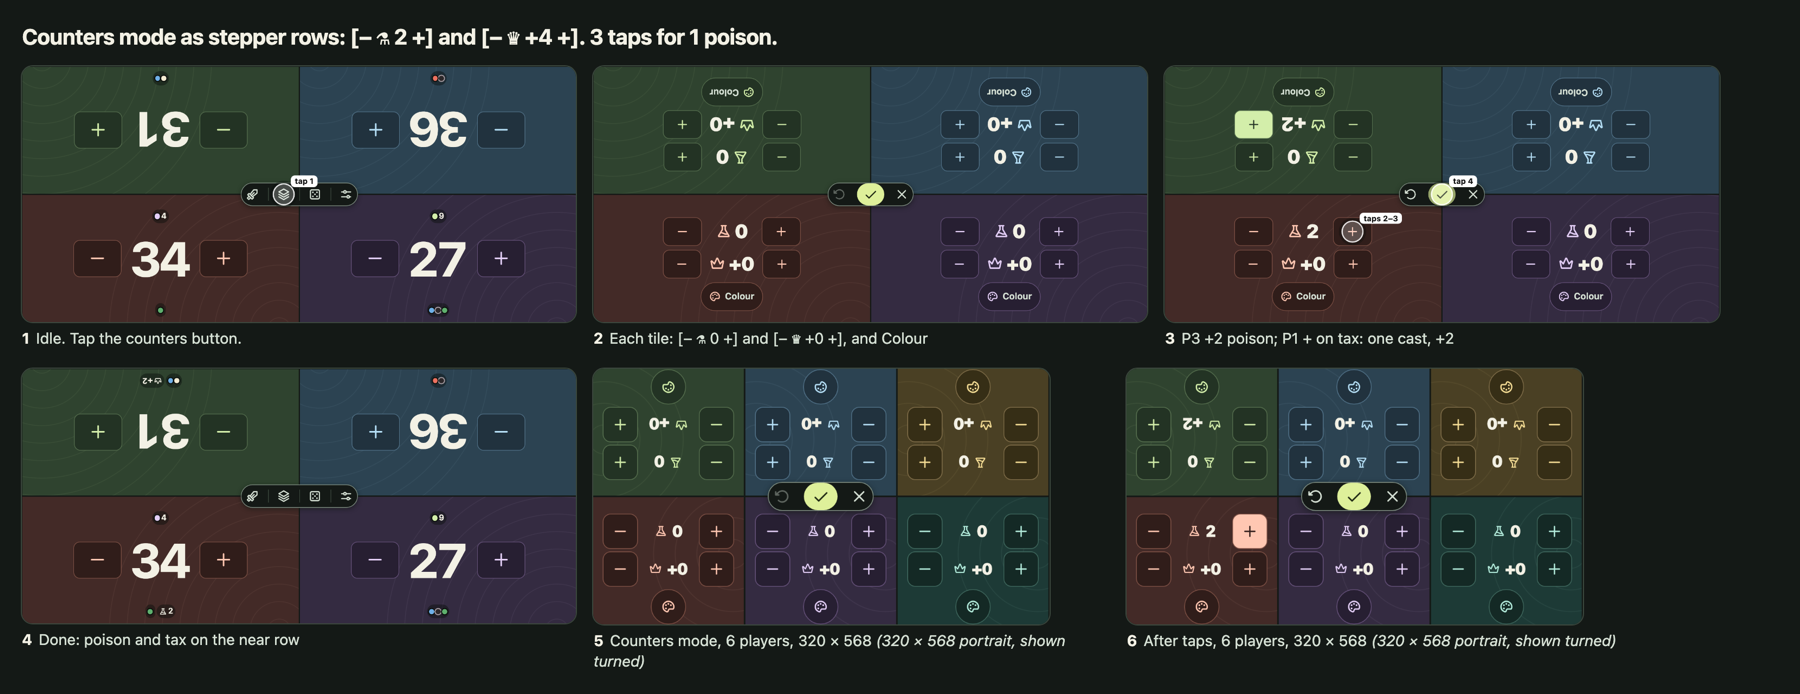 Counters mode as stepper rows: [− ⚗ 2 +] and [− ♛ +4 +]. 3 taps for 1 poison.
+ 31 −
+ 36 −
tap 1
4
9
− 34 +
− 27 +
1 Idle. Tap the counters button.
Colour
Colour
+ +0 −
+ +0 −
+ 0 −
+ 0 −
− 0 +
− 0 +
− +0 +
− +0 +
Colour
Colour
2 Each tile: [− ⚗ 0 +] and [− ♛ +0 +], and Colour
Colour
Colour
+ +2 −
+ +0 −
+ 0 −
+ 0 −
tap 4
taps 2–3
− 2 +
− 0 +
− +0 +
− +0 +
Colour
Colour
3 P3 +2 poison; P1 + on tax: one cast, +2
+2
+ 31 −
+ 36 −
4
9
− 34 +
− 27 +
2
4 Done: poison and tax on the near row
+ +0 −
+ +0 −
+ +0 −
+ 0 −
+ 0 −
+ 0 −
− 0 +
− 0 +
− 0 +
− +0 +
− +0 +
− +0 +
5 Counters mode, 6 players, 320 × 568 (320 × 568 portrait, shown
turned)
+ +2 −
+ +0 −
+ +0 −
+ 0 −
+ 0 −
+ 0 −
− 2 +
− 0 +
− 0 +
− +0 +
− +0 +
− +0 +
6 After taps, 6 players, 320 × 568 (320 × 568 portrait, shown turned)